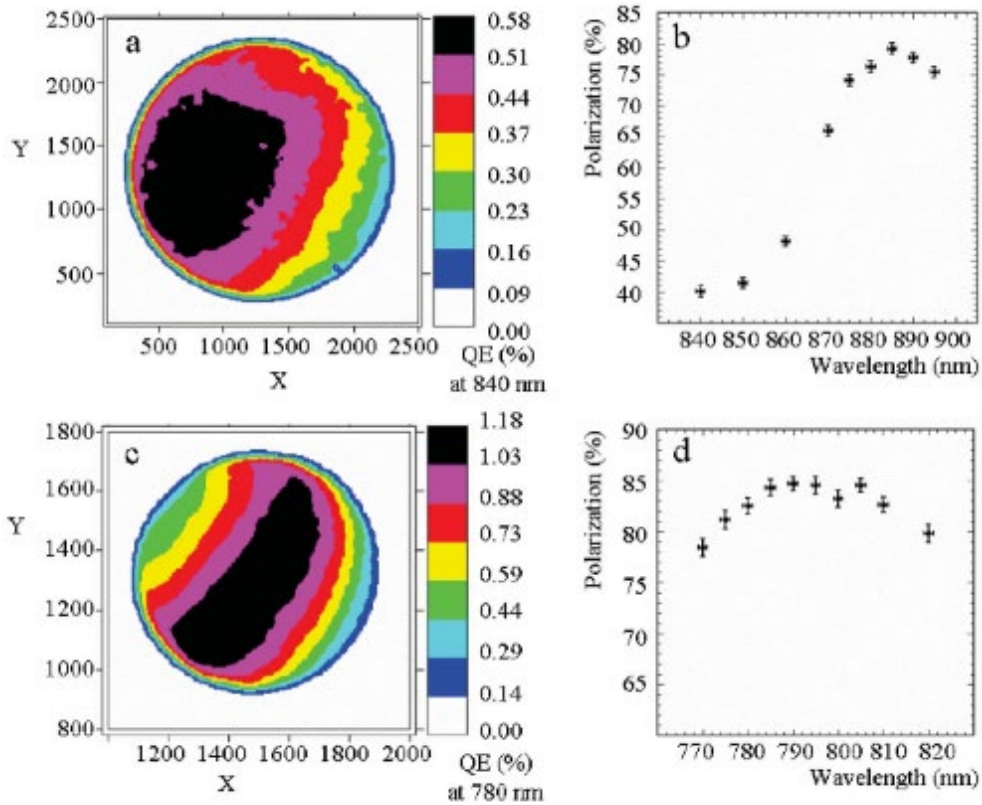 a
2500
2000
1500
1000
500
Y
500 1000 1500 2000 2500
X
0.58
0.51
0.44
0.37
0.30
0.23
0.16
0.09
0.00
QE (%)
at 840 nm
b
Polarization (%)
85
80
75
70
65
60
55
50
45
40
840 850 860 870 880 890 900
Wavelength (nm)
c
1800
1600
1400
1200
1000
800
Y
1200 1400 1600 1800 2000
X
1.18
1.03
0.88
0.73
0.59
0.44
0.29
0.14
0.00
QE (%)
at 780 nm
d
Polarization (%)
90
85
80
75
70
65
770 780 790 800 810 820
Wavelength (nm)